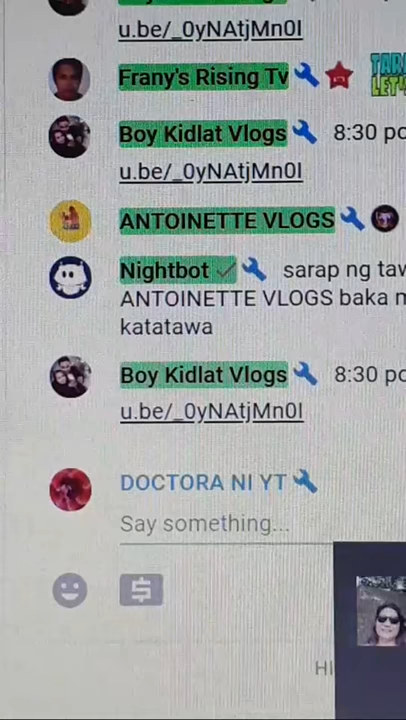 u.be/_0yNAtjMn0I
Frany's Rising Tv
Boy Kidlat Vlogs 8:30 po
u.be/_0yNAtjMn0I
ANTOINETTE VLOGS
Nightbot sarap ng taw
ANTOINETTE VLOGS baka m
katatawa
Boy Kidlat Vlogs 8:30 po
u.be/_0yNAtjMn0I
DOCTORA NI YT
Say something...
HI